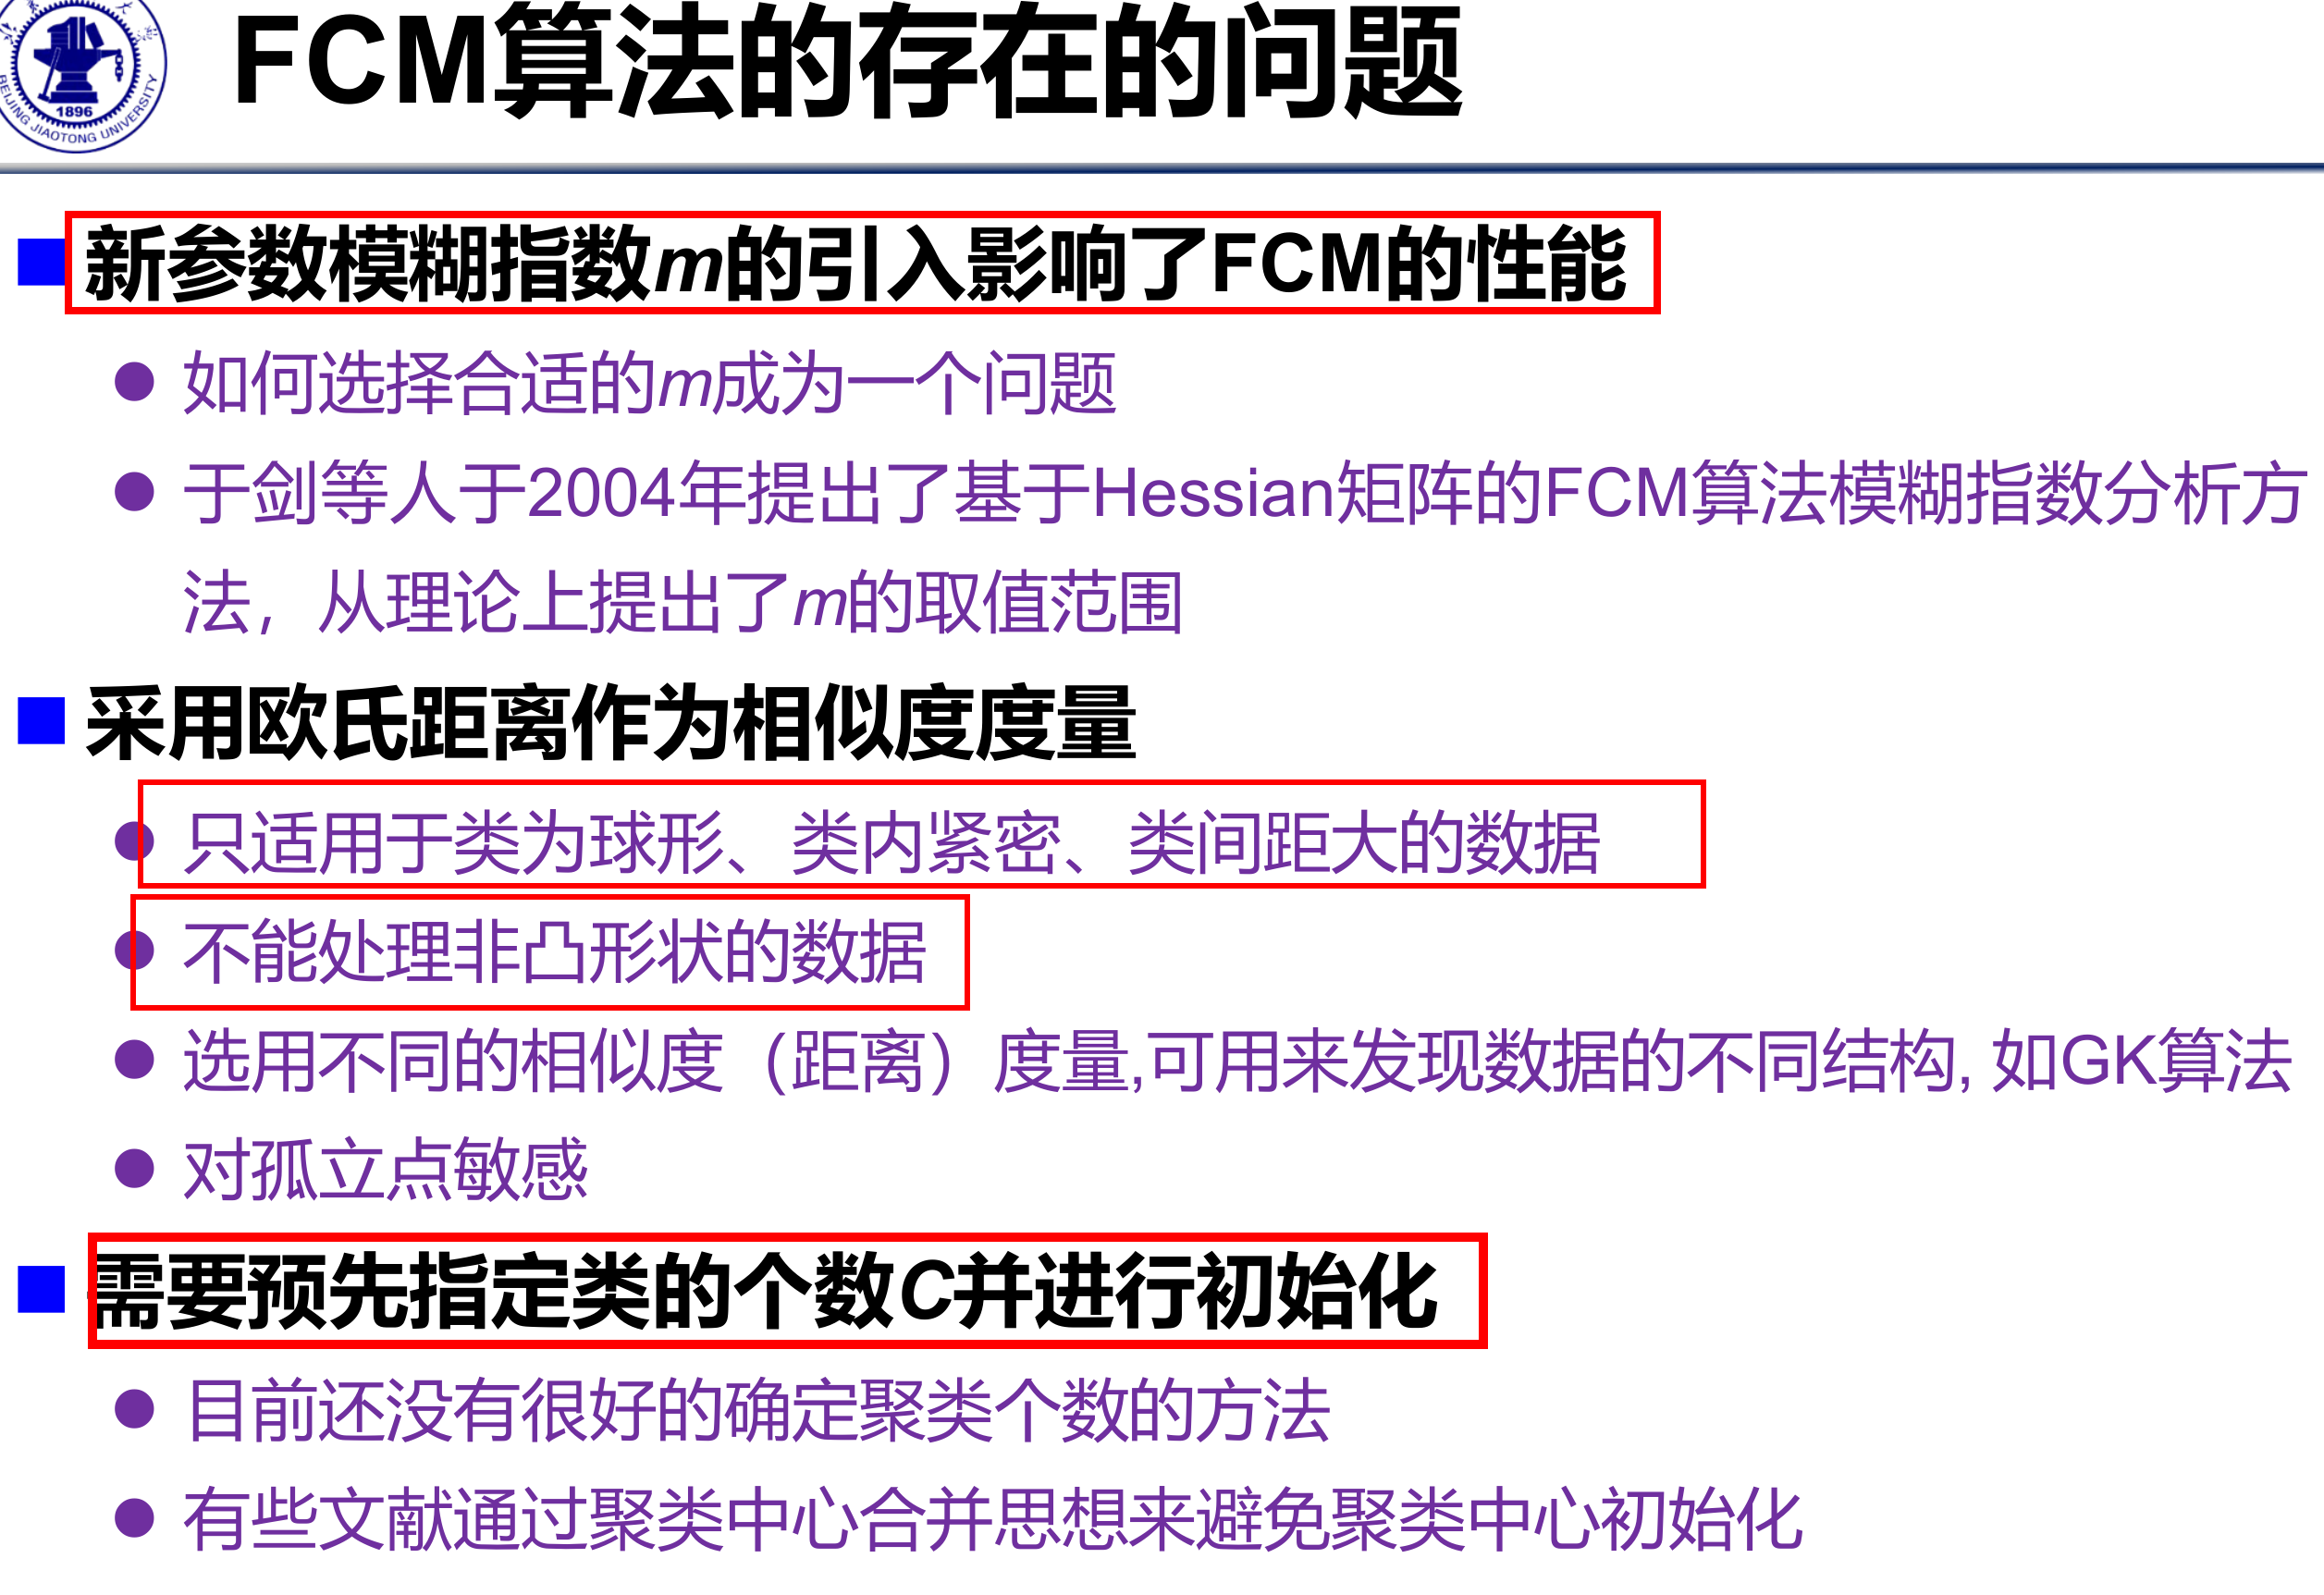 FCM算法的存在的问题
1896
BEIJING JIAOTONG UNIVERSITY
新参数模糊指数m的引入影响了FCM的性能
如何选择合适的m成为一个问题
于剑等人于2004年提出了基于Hessian矩阵的FCM算法模糊指数分析方
法，从理论上提出了m的取值范围
采用欧氏距离作为相似度度量
只适用于类为球形、类内紧密、类间距大的数据
不能处理非凸形状的数据
选用不同的相似度（距离）度量,可用来发现数据的不同结构, 如GK算法
对孤立点敏感
需要预先指定类的个数C并进行初始化
目前还没有很好的确定聚类个数的方法
有些文献通过聚类中心合并思想来避免聚类中心初始化